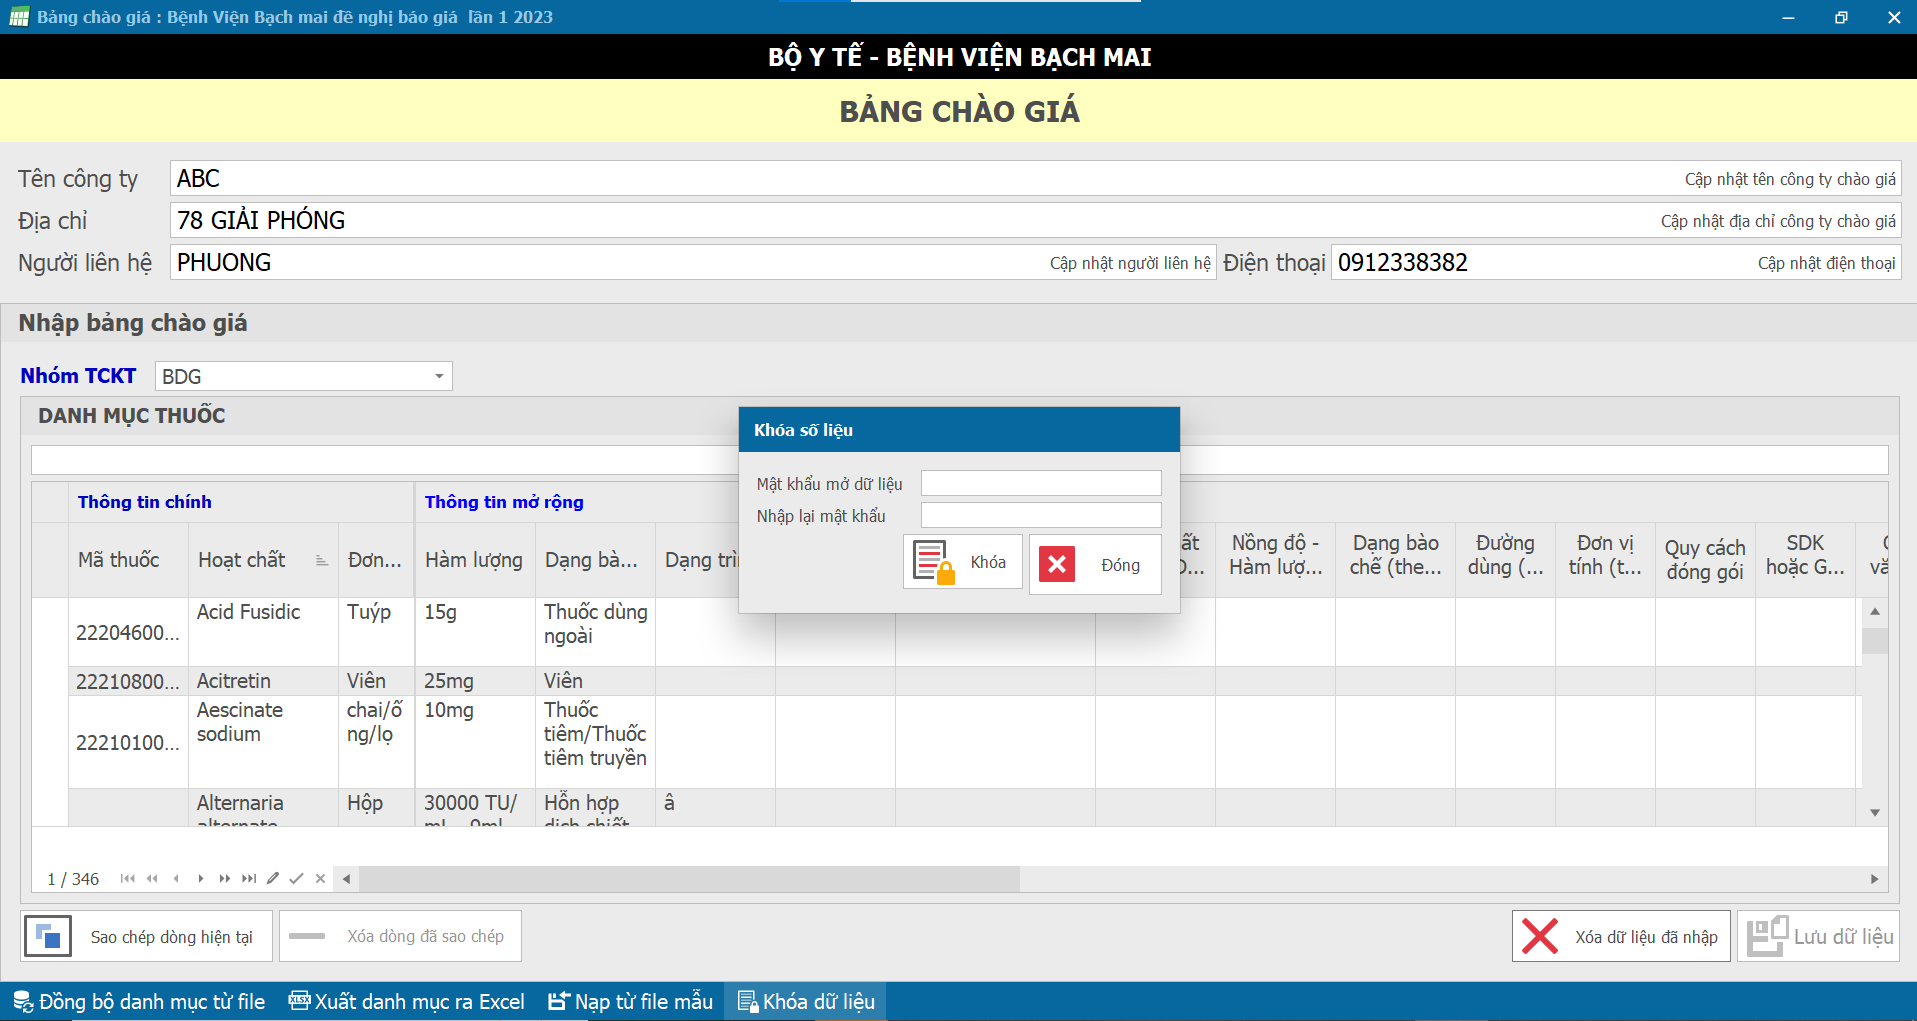 Bảng chào giá : Bệnh Viện Bạch mai đề nghị báo giá lần 1 2023
BỘ Y TẾ - BỆNH VIỆN BẠCH MAI
BẢNG CHÀO GIÁ
Tên công ty ABC Cập nhật tên công ty chào giá
Địa chỉ 78 GIẢI PHÓNG Cập nhật địa chỉ công ty chào giá
Người liên hệ PHUONG Cập nhật người liên hệ Điện thoại 0912338382 Cập nhật điện thoại
Nhập bảng chào giá
Nhóm TCKT BDG
DANH MỤC THUỐC
Khóa số liệu
Mật khẩu mở dữ liệu
Nhập lại mật khẩu
Khóa Đóng
Thông tin chính Thông tin mở rộng
Mã thuốc Hoạt chất Đơn... Hàm lượng Dạng bà... Dạng trì
Nồng độ - Hàm lượ...
Dạng bào chế (the...
Đường dùng (...
Đơn vị tính (t...
Quy cách đóng gói
SDK hoặc G...
22204600... Acid Fusidic Tuýp 15g Thuốc dùng
ngoài
22210800... Acitretin Viên 25mg Viên
22210100... Aescinate chai/ố 10mg Thuốc
sodium ng/lọ tiêm/Thuốc
tiêm truyền
Alternaria Hộp 30000 TU/ Hỗn hợp â
alternate mL - 9ml dịch chiết
1 / 346
Sao chép dòng hiện tại Xóa dòng đã sao chép Xóa dữ liệu đã nhập Lưu dữ liệu
Đồng bộ danh mục từ file Xuất danh mục ra Excel Nạp từ file mẫu Khóa dữ liệu